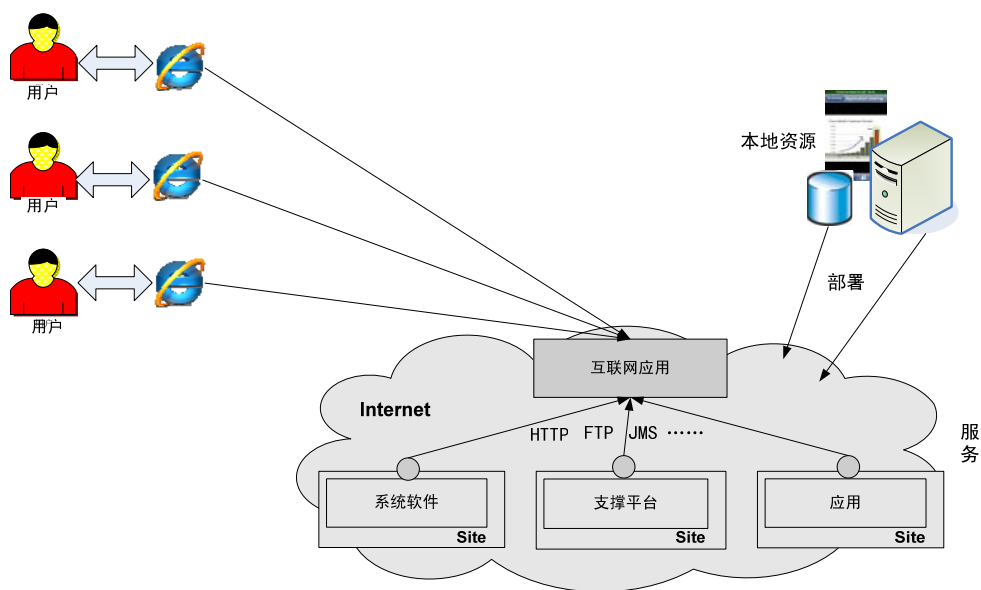 用户
用户
用户
本地资源
部署
互联网应用
Internet
HTTP FTP JMS ……
服务
系统软件
Site
支撑平台
Site
应用
Site